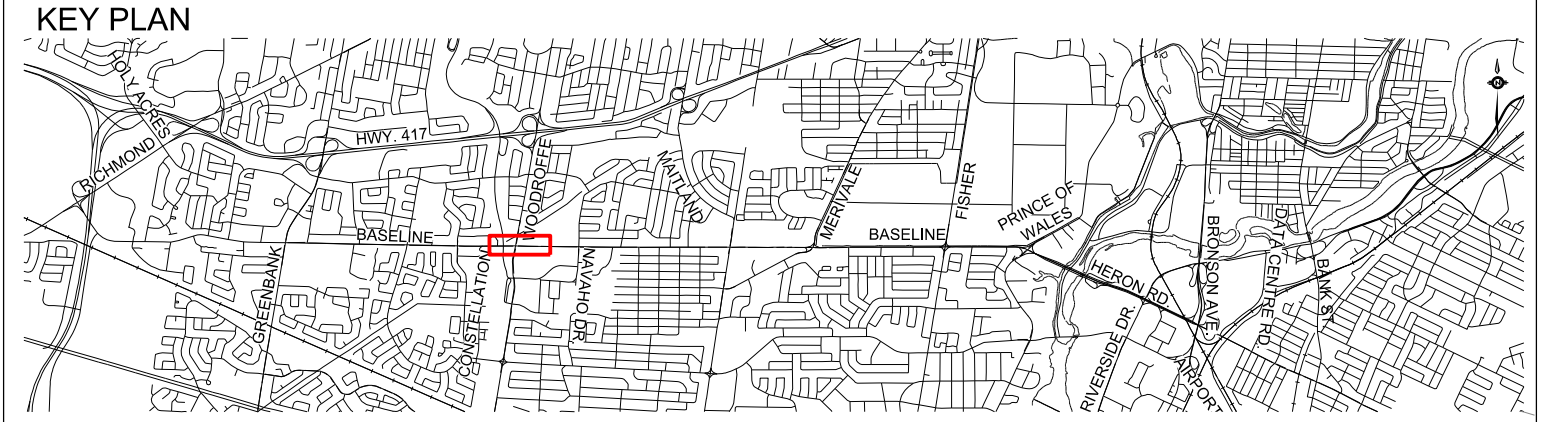 KEY PLAN
HOLY ACRES
RICHMOND
HWY. 417
WOODROFFE
MAITLAND
MERIVALE
FISHER
PRINCE OF
WALES
BASELINE
BASELINE
GREENBANK
CONSTELLATION
NAVAHO DR.
HERON RD.
RIVERSIDE DR.
AIRPORT
BRONSON AVE.
DATA CENTRE RD.
BANK ST
N